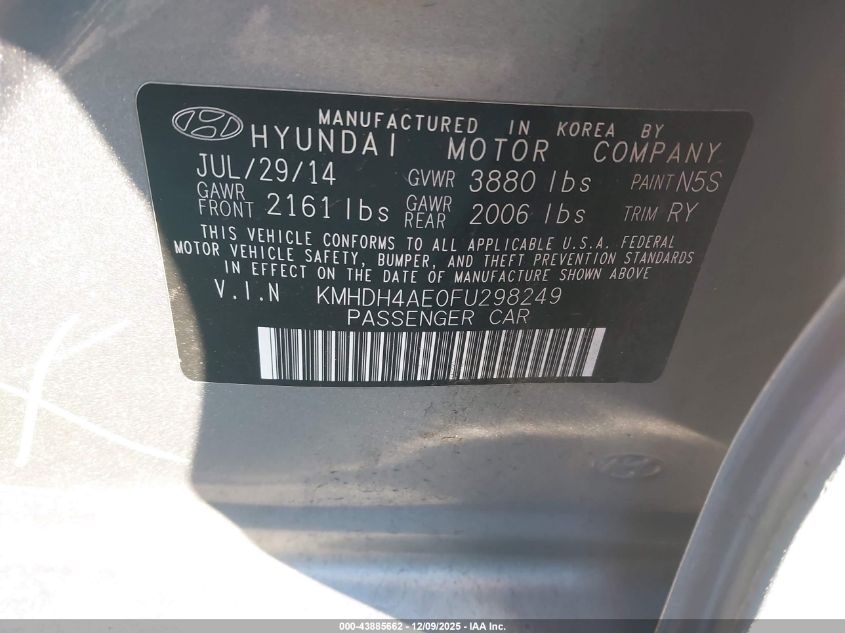 MANUFACTURED IN KOREA BY
HYUNDAI MOTOR COMPANY
JUL/29/14 GVWR 3880 lbs PAINT N5S
GAWR FRONT 2161 lbs GAWR REAR 2006 lbs TRIM RY
THIS VEHICLE CONFORMS TO ALL APPLICABLE U.S.A. FEDERAL
MOTOR VEHICLE SAFETY, BUMPER, AND THEFT PREVENTION STANDARDS
IN EFFECT ON THE DATE OF MANUFACTURE SHOWN ABOVE
V.I.N KMHDH4AE0FU298249
PASSENGER CAR
000-43885662 - 12/09/2025 - IAA Inc.